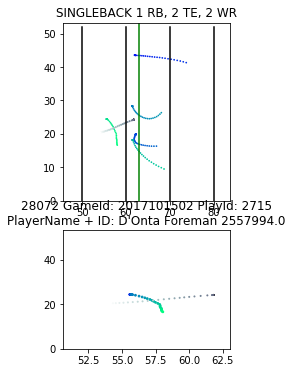 SINGLEBACK 1 RB, 2 TE, 2 WR
50
40
30
20
10
0
50 60 70 80
28072 GameId: 2017101502 PlayId: 2715
PlayerName + ID: D'Onta Foreman 2557994.0
40
20
0
52.5 55.0 57.5 60.0 62.5